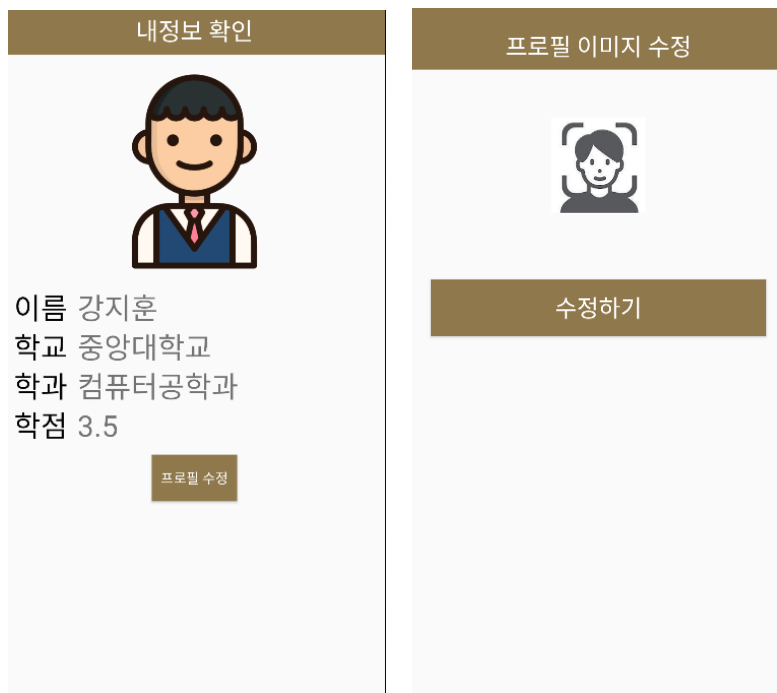 내정보 확인
이름 강지훈
학교 중앙대학교
학과 컴퓨터공학과
학점 3.5
프로필 수정
프로필 이미지 수정
수정하기